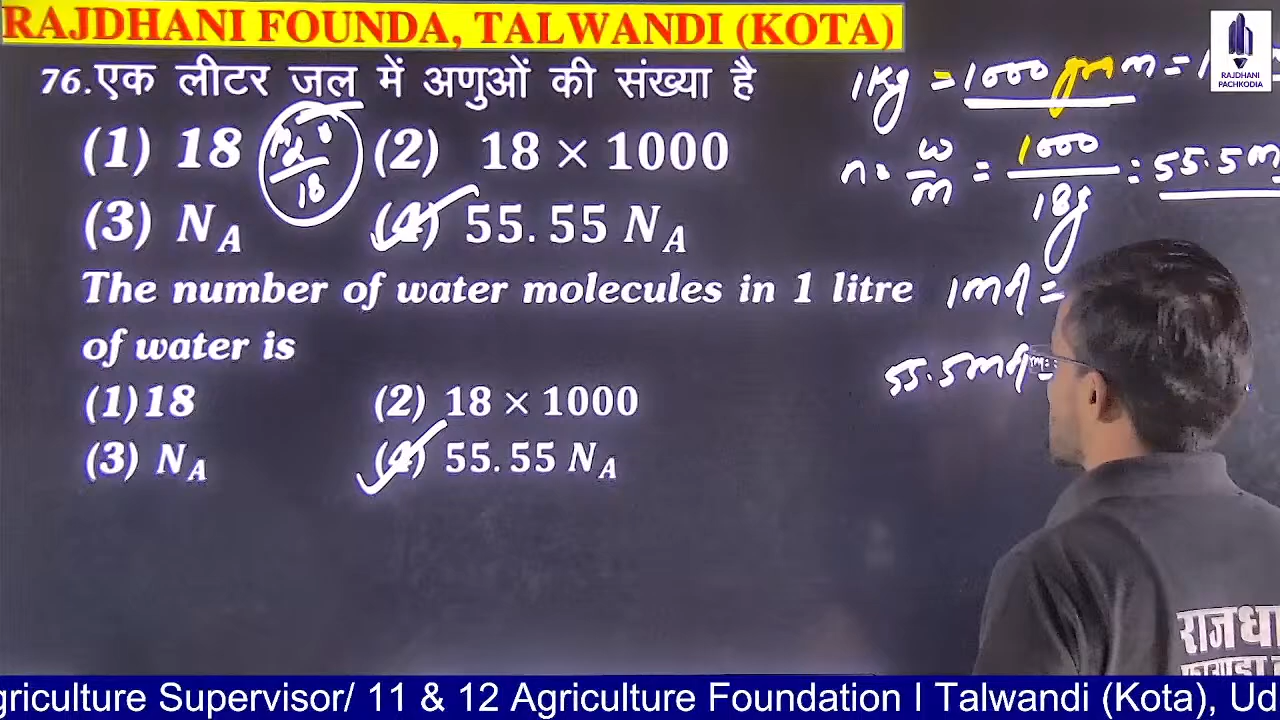 RAJDHANI FOUNDA, TALWANDI (KOTA)
RAJDHANI
PACHKODIA
76.एक लीटर जल में अणुओं की संख्या है
(1) 18 (2) 18 × 1000
(3) N_A (4) 55.55 N_A
The number of water molecules in 1 litre
of water is
(1) 18 (2) 18 × 1000
(3) N_A (4) 55.55 N_A
18
1Kg = 1000 gm
n = w/m = 1000/18g = 55.5
1mol =
55.5mol =
griculture Supervisor/ 11 & 12 Agriculture Foundation I Talwandi (Kota), Ud